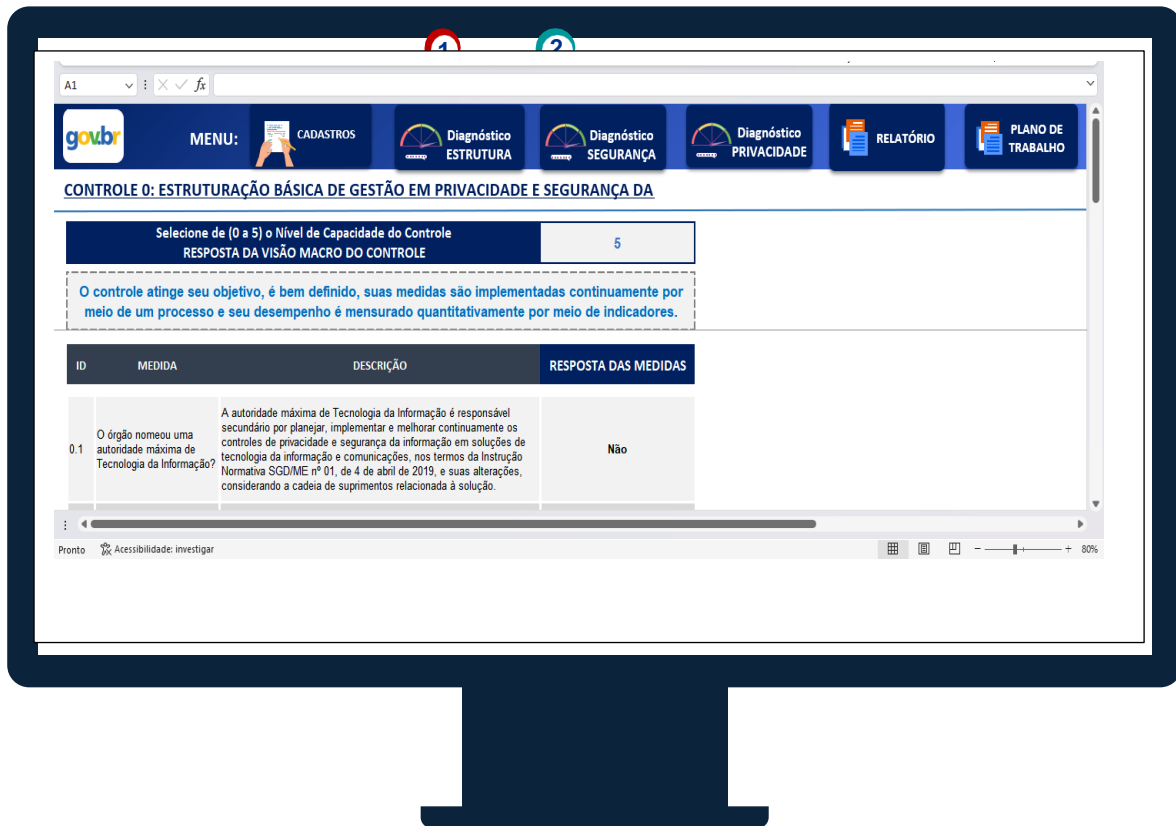 1 2
A1 fx
gov.br MENU: CADASTROS Diagnóstico ESTRUTURA Diagnóstico SEGURANÇA Diagnóstico PRIVACIDADE RELATÓRIO PLANO DE TRABALHO
CONTROLE 0: ESTRUTURAÇÃO BÁSICA DE GESTÃO EM PRIVACIDADE E SEGURANÇA DA
Selecione de (0 a 5) o Nível de Capacidade do Controle
RESPOSTA DA VISÃO MACRO DO CONTROLE
5
O controle atinge seu objetivo, é bem definido, suas medidas são implementadas continuamente por
meio de um processo e seu desempenho é mensurado quantitativamente por meio de indicadores.
ID MEDIDA DESCRIÇÃO RESPOSTA DAS MEDIDAS
0.1
O órgão nomeou uma
autoridade máxima de
Tecnologia da Informação?
A autoridade máxima de Tecnologia da Informação é responsável
secundário por planejar, implementar e melhorar continuamente os
controles de privacidade e segurança da informação em soluções de
tecnologia da informação e comunicações, nos termos da Instrução
Normativa SGD/ME nº 01, de 4 de abril de 2019, e suas alterações,
considerando a cadeia de suprimentos relacionada à solução.
Não
Pronto Acessibilidade: investigar 80%